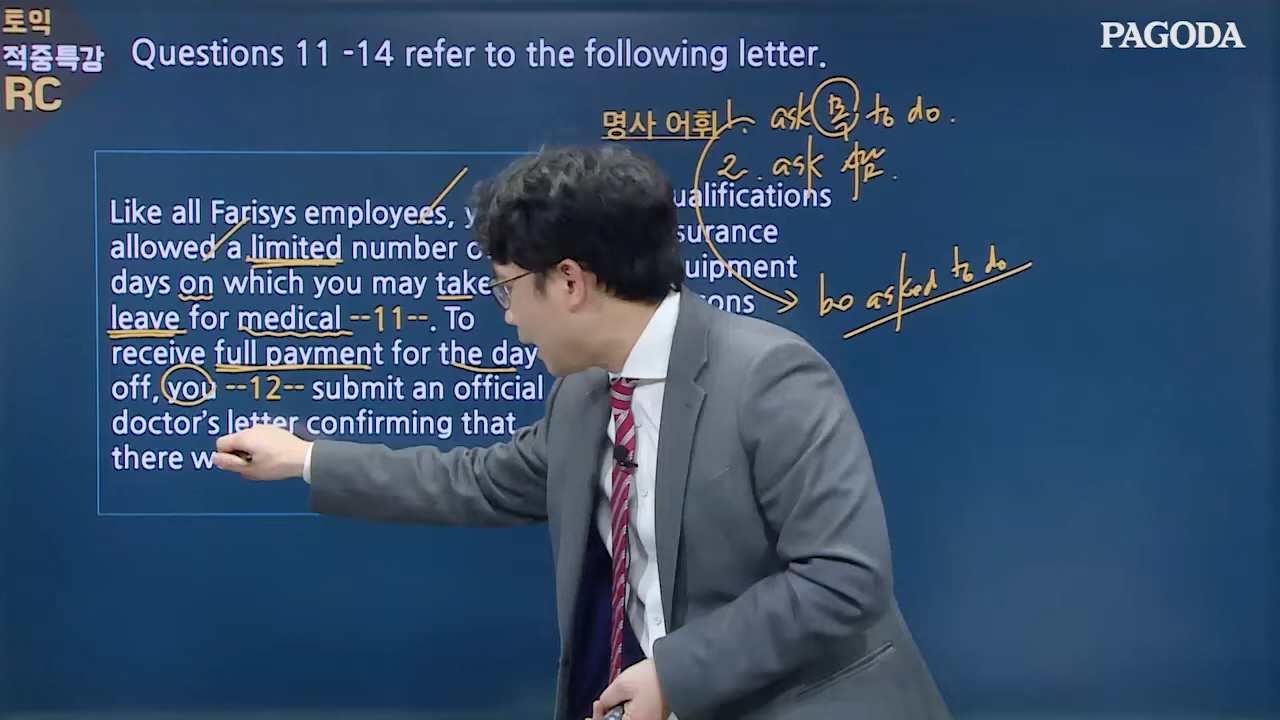 토익
적중특강
RC
PAGODA
Questions 11 -14 refer to the following letter.
명사 어휘 1. ask 목 to do.
2. ask
Like all Farisys employees, y
allowed a limited number o
days on which you may take
leave for medical --11--. To
receive full payment for the day
off, you --12-- submit an official
doctor's letter confirming that
there w
ualifications
surance
uipment
ons
be asked to do